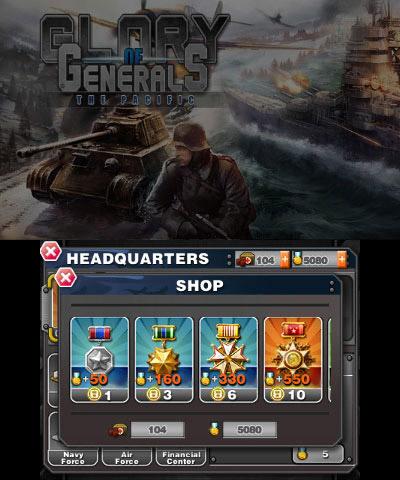 GLORY
OF
GENERALS
THE PACIFIC
HEADQUARTERS
104
5080
SHOP
+50
+160
+330
+550
1
3
6
10
104
5080
Navy Force
Air Force
Financial Center
5